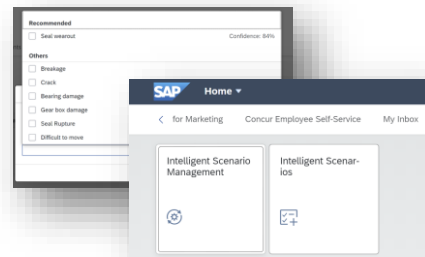 Recommended
Seal wearout Confidence: 84%
Others
Breakage
Crack
Bearing damage
Gear box damage
Seal Rupture
Difficult to move
SAP Home
for Marketing Concur Employee Self-Service My Inbox
Intelligent Scenario
Management
Intelligent Scenar-
ios